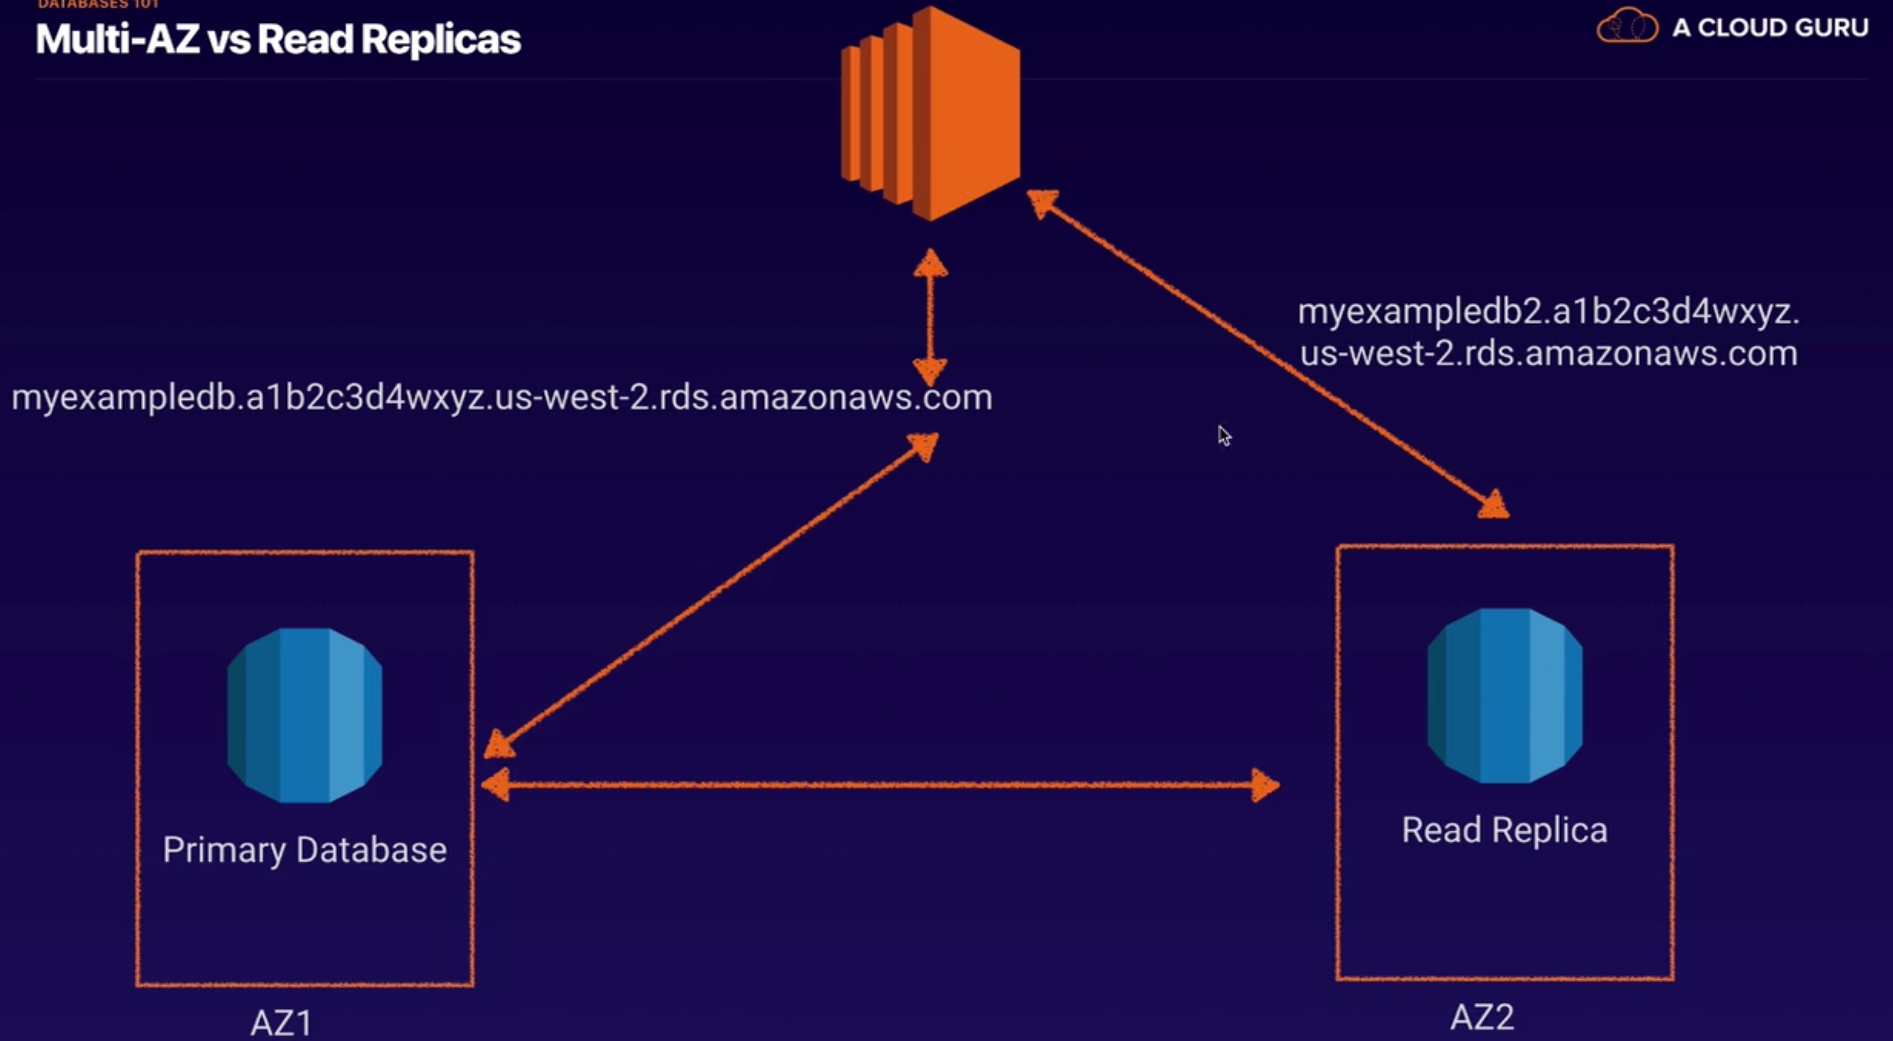 DATABASES 101
Multi-AZ vs Read Replicas
A CLOUD GURU
myexampledb2.a1b2c3d4wxyz.
us-west-2.rds.amazonaws.com
myexampledb.a1b2c3d4wxyz.us-west-2.rds.amazonaws.com
Primary Database
Read Replica
AZ1
AZ2